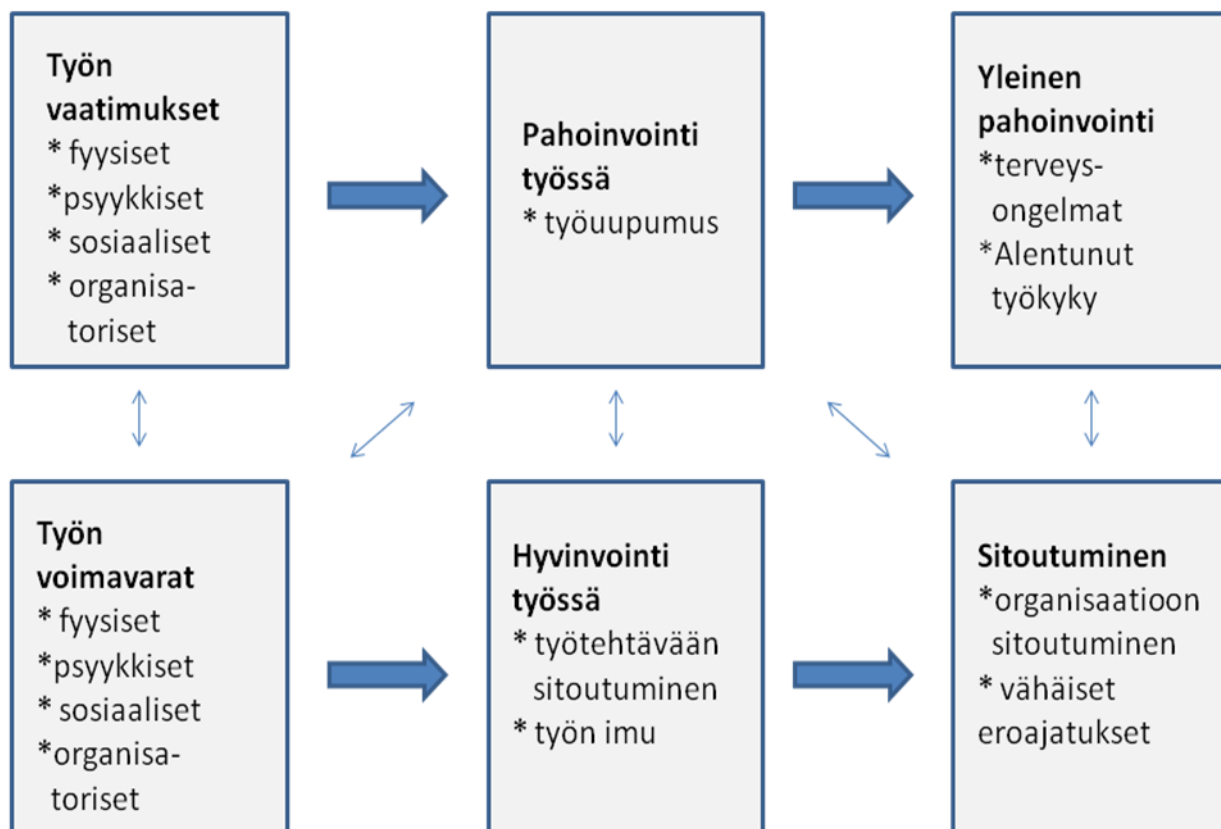 Työn
vaatimukset
* fyysiset
*psyykkiset
* sosiaaliset
* organisa-
toriset
Pahoinvointi
työssä
* työuupumus
Yleinen
pahoinvointi
*terveys-
ongelmat
*Alentunut
työkyky
Työn
voimavarat
* fyysiset
*psyykkiset
* sosiaaliset
*organisa-
toriset
Hyvinvointi
työssä
* työtehtävään
sitoutuminen
* työn imu
Sitoutuminen
*organisaatioon
sitoutuminen
* vähäiset
eroajatukset